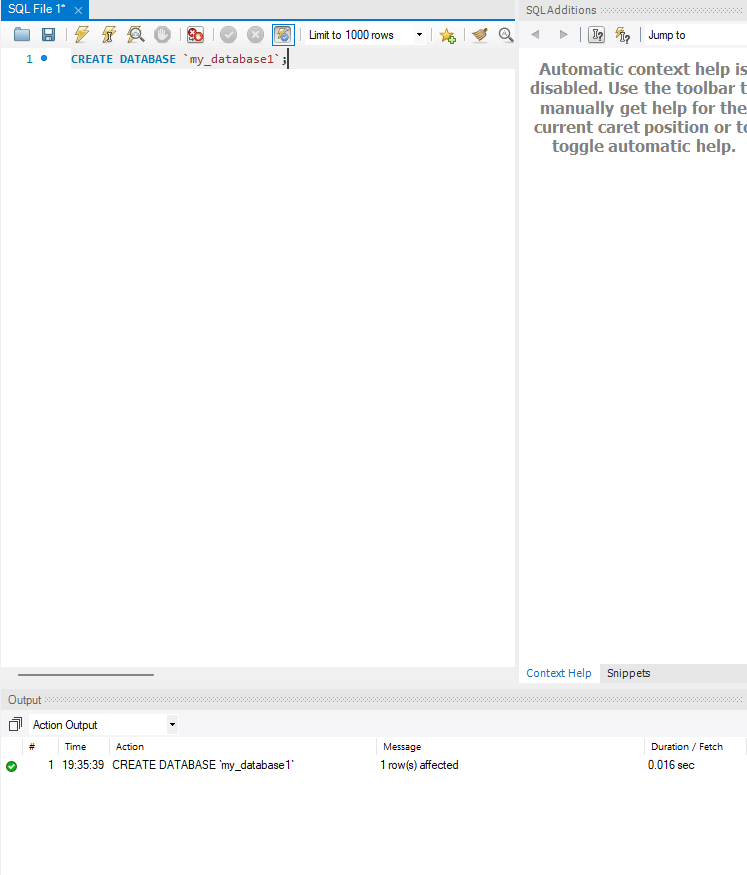 SQL File 1*
SQLAdditions
Limit to 1000 rows
Jump to
1 CREATE DATABASE `my_database1`;
Automatic context help is
disabled. Use the toolbar t
manually get help for the
current caret position or to
toggle automatic help.
Context Help Snippets
Output
Action Output
# Time Action Message Duration / Fetch
1 19:35:39 CREATE DATABASE `my_database1` 1 row(s) affected 0.016 sec